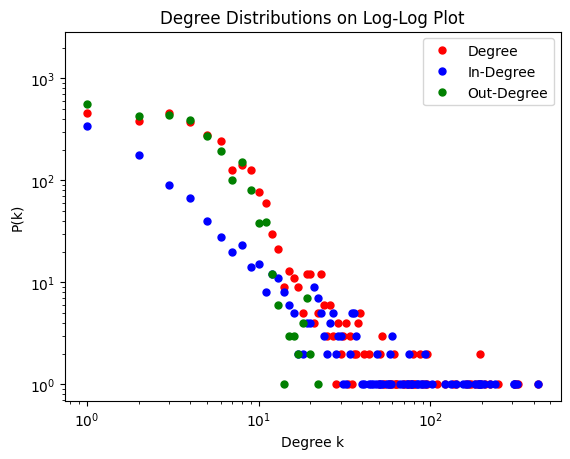 Degree Distributions on Log-Log Plot
Degree
In-Degree
Out-Degree
P(k)
10³
10²
10¹
10⁰
10⁰ 10¹ 10²
Degree k